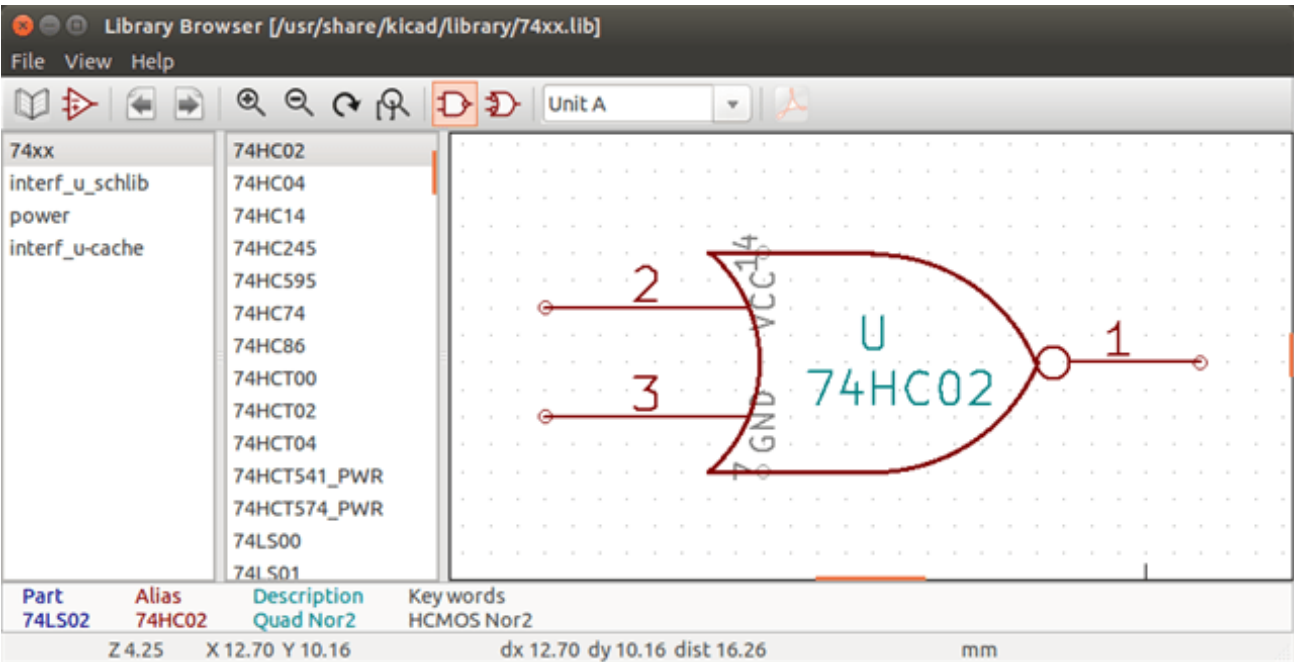 Library Browser [/usr/share/kicad/library/74xx.lib]
File View Help
Unit A
74xx
interf_u_schlib
power
interf_u-cache
74HC02
74HC04
74HC14
74HC245
74HC595
74HC74
74HC86
74HCT00
74HCT02
74HCT04
74HCT541_PWR
74HCT574_PWR
74LS00
74LS01
14
VCC
2
U
74HC02
1
3
GND
7
Part Alias Description Key words
74LS02 74HC02 Quad Nor2 HCMOS Nor2
Z 4.25 X 12.70 Y 10.16 dx 12.70 dy 10.16 dist 16.26 mm